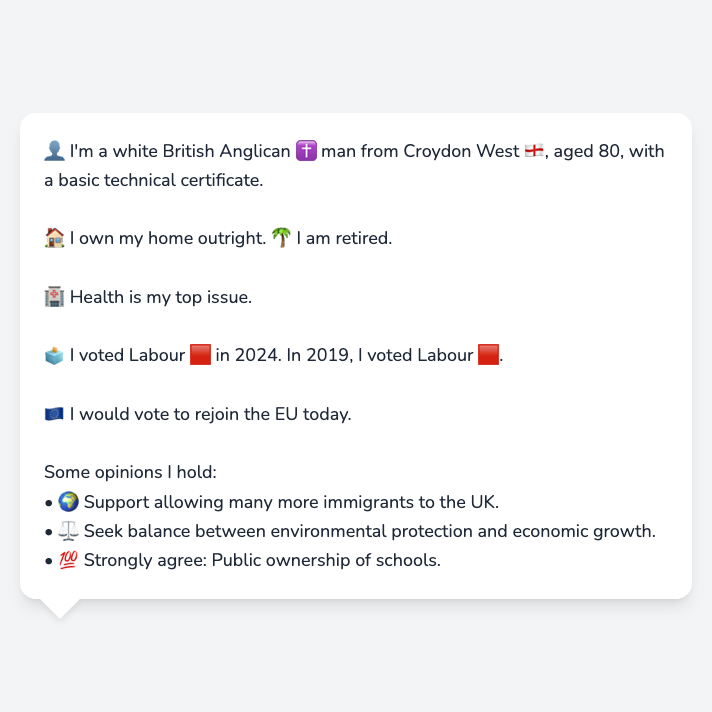 👤 I'm a white British Anglican ✝️ man from Croydon West 🏴󠁧󠁢󠁥󠁮󠁧󠁿, aged 80, with
a basic technical certificate.
🏠 I own my home outright. 🌴 I am retired.
🏥 Health is my top issue.
🗳️ I voted Labour 🟥 in 2024. In 2019, I voted Labour 🟥.
🇪🇺 I would vote to rejoin the EU today.
Some opinions I hold:
• 🌍 Support allowing many more immigrants to the UK.
• ⚖️ Seek balance between environmental protection and economic growth.
• 💯 Strongly agree: Public ownership of schools.